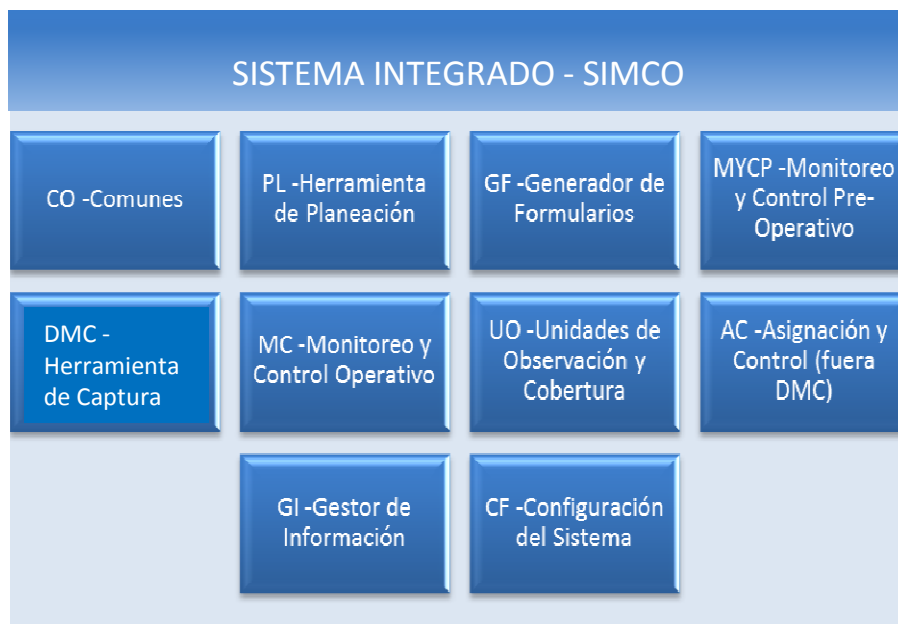 SISTEMA INTEGRADO - SIMCO
CO -Comunes
PL -Herramienta
de Planeación
GF -Generador de
Formularios
MYCP -Monitoreo
y Control Pre-
Operativo
DMC -
Herramienta
de Captura
MC -Monitoreo y
Control Operativo
UO -Unidades de
Observación y
Cobertura
AC -Asignación y
Control (fuera
DMC)
GI -Gestor de
Información
CF -Configuración
del Sistema